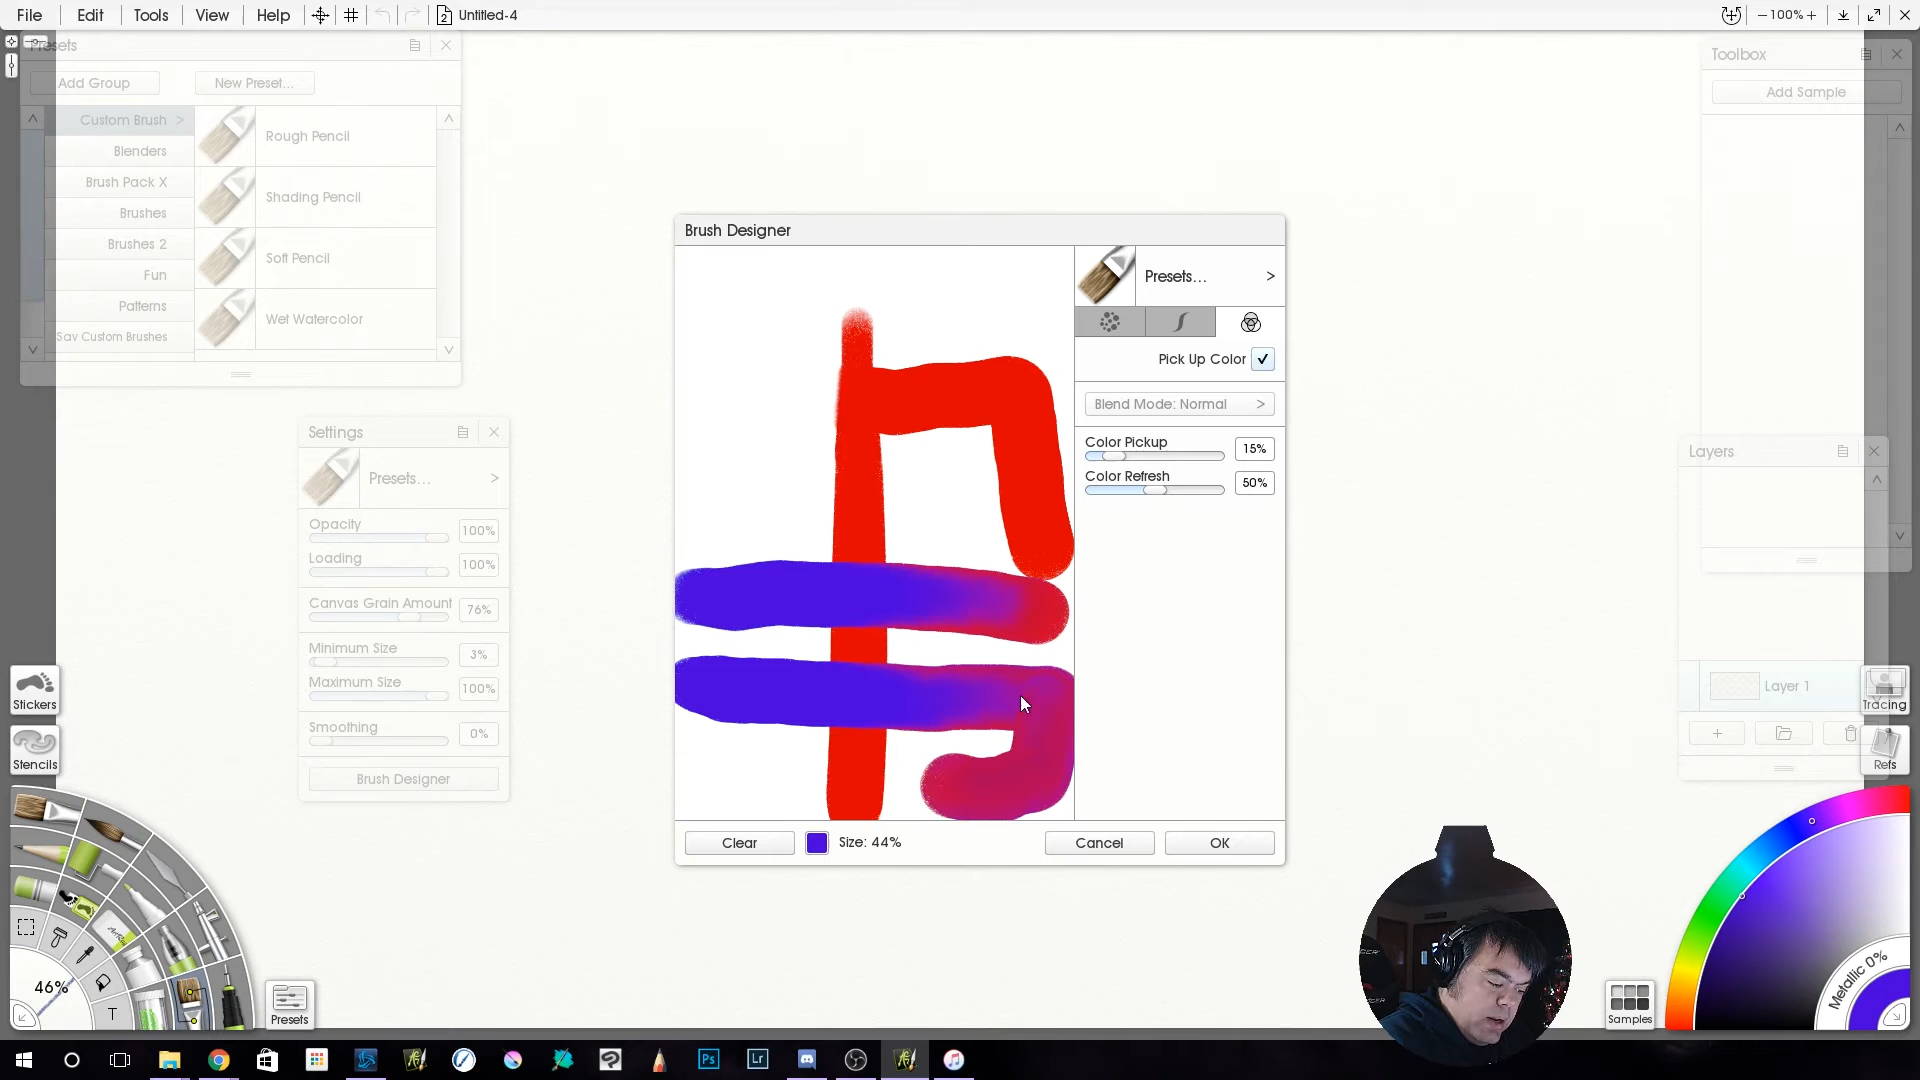 File Edit Tools View Help 2 Untitled-4 100%
Presets
Add Group New Preset...
Custom Brush >
Blenders
Brush Pack X
Brushes
Brushes 2
Fun
Patterns
Sav Custom Brushes
Rough Pencil
Shading Pencil
Soft Pencil
Wet Watercolor
Settings
Presets... >
Opacity 100%
Loading 100%
Canvas Grain Amount 76%
Minimum Size 3%
Maximum Size 100%
Smoothing 0%
Brush Designer
Brush Designer
Presets... >
Pick Up Color ✓
Blend Mode: Normal >
Color Pickup 15%
Color Refresh 50%
Clear Size: 44% Cancel OK
Toolbox
Add Sample
Layers
Layer 1
Stickers
Stencils
46%
T
Presets
Tracing
Refs
Samples
Metallic 0%
Ps Lr